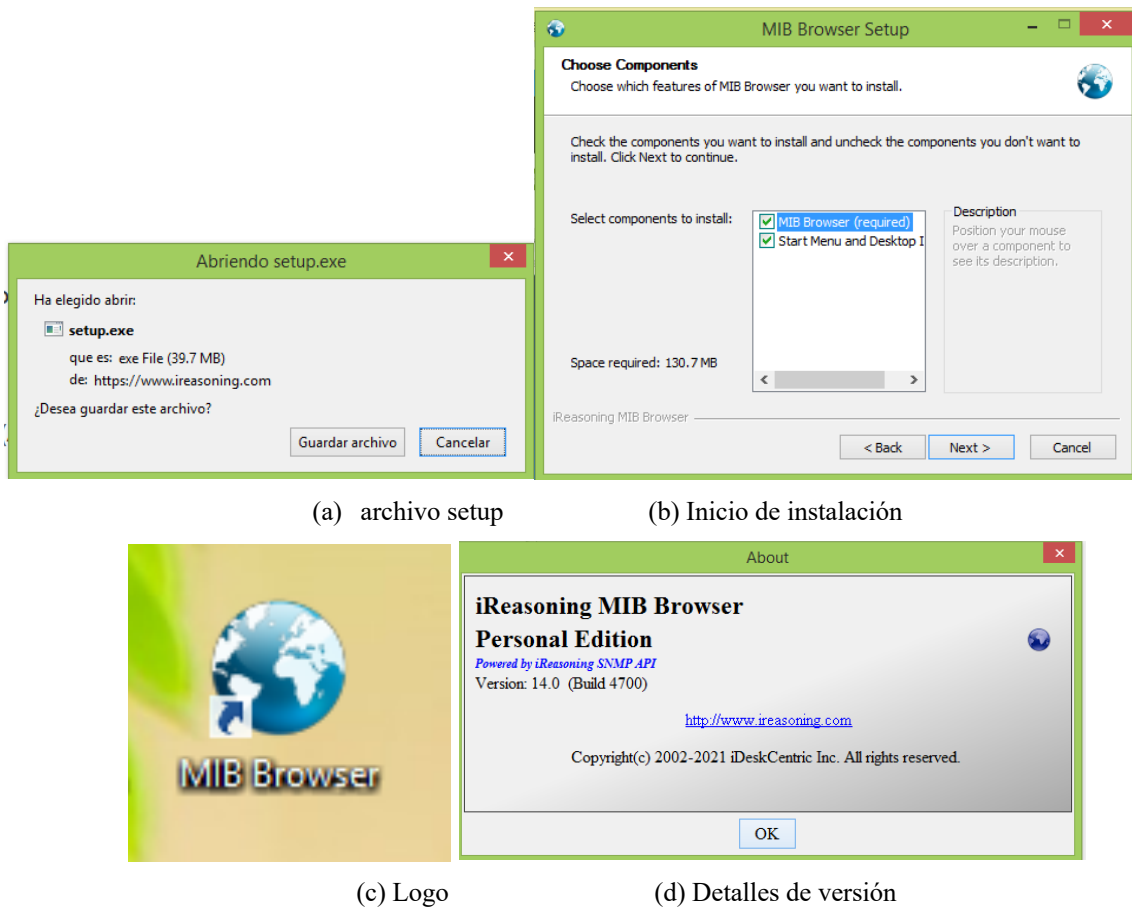 MIB Browser Setup
Choose Components
Choose which features of MIB Browser you want to install.
Check the components you want to install and uncheck the components you don't want to
install. Click Next to continue.
Select components to install:
MIB Browser (required)
Start Menu and Desktop I
Description
Position your mouse
over a component to
see its description.
Space required: 130.7 MB
iReasoning MIB Browser
< Back
Next >
Cancel
Abriendo setup.exe
Ha elegido abrir:
setup.exe
que es: exe File (39.7 MB)
de: https://www.ireasoning.com
¿Desea guardar este archivo?
Guardar archivo
Cancelar
(a) archivo setup
(b) Inicio de instalación
MIB Browser
About
iReasoning MIB Browser
Personal Edition
Powered by iReasoning SNMP API
Version: 14.0 (Build 4700)
http://www.ireasoning.com
Copyright(c) 2002-2021 iDeskCentric Inc. All rights reserved.
OK
(c) Logo
(d) Detalles de versión